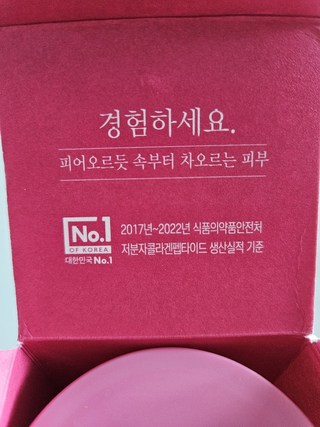 경험하세요.
피어오르듯 속부터 차오르는 피부
No.1
OF KOREA
대한민국 No.1
2017년~2022년 식품의약품안전처
저분자콜라겐펩타이드 생산실적 기준